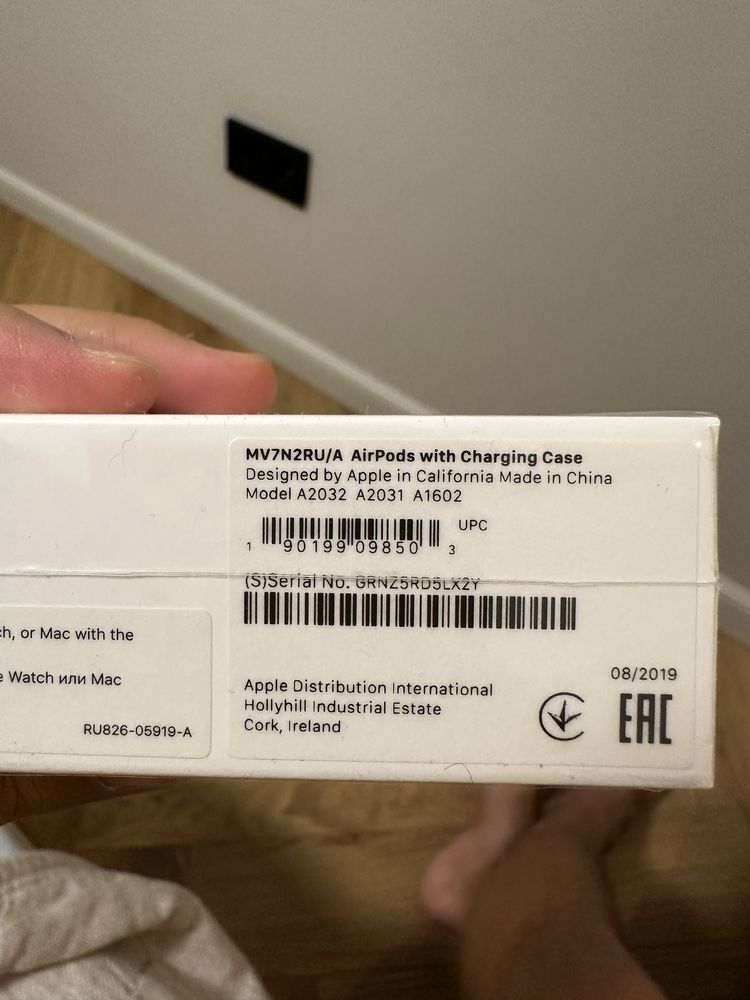 MV7N2RU/A AirPods with Charging Case
Designed by Apple in California Made in China
Model A2032 A2031 A1602
UPC
1 90199 09850 3
(S)Serial No. GRNZ5RD5LX2Y
ch, or Mac with the
e Watch или Mac
RU826-05919-A
Apple Distribution International
Hollyhill Industrial Estate
Cork, Ireland
08/2019
EAC